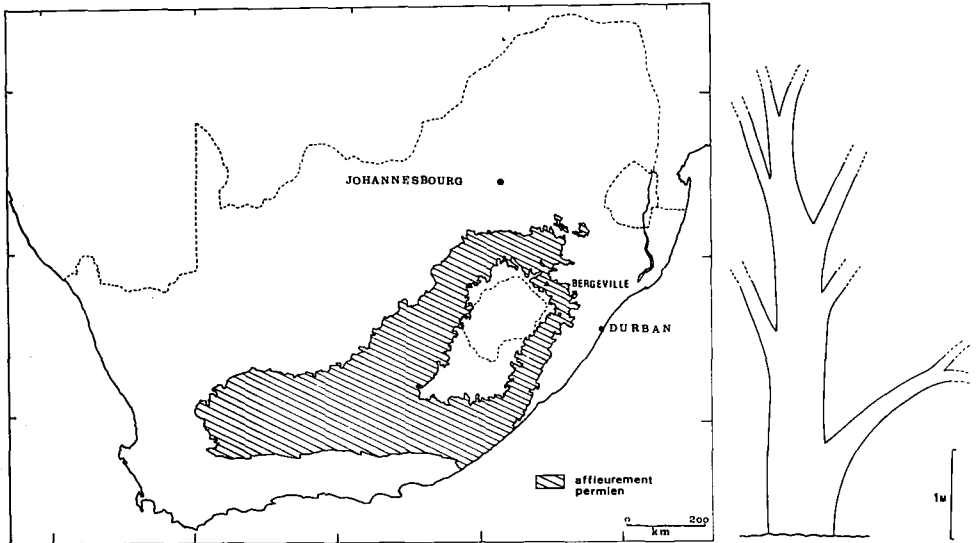 JOHANNESBOURG
BERGEVILLE
DURBAN
affleurement
permien
0 200
km
1M